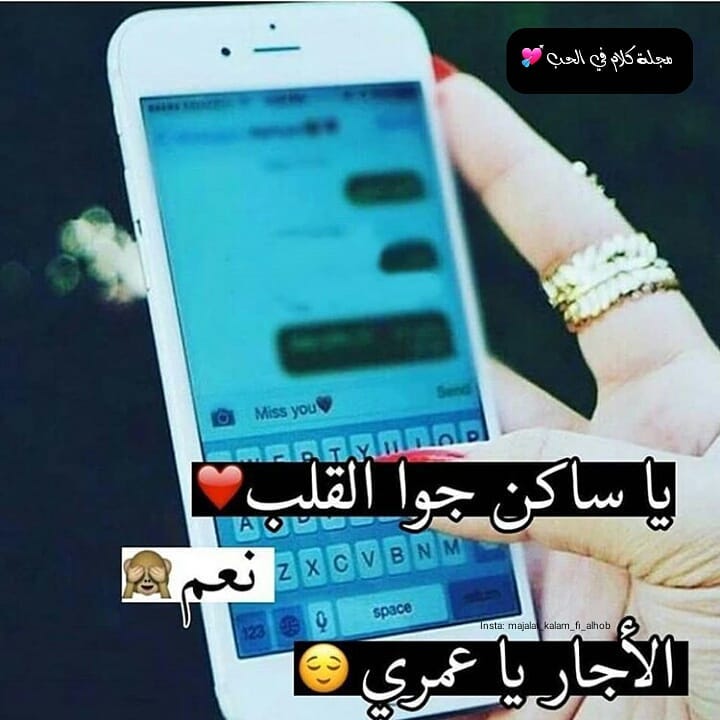 مجلة كلام في الحب💘
Miss you🖤
Send
يا ساكن جوا القلب❤️
نعم🙈
Z X C V B N M
123
space
return
Insta: majalat_kalam_fi_alhob
الأجار يا عمري😌